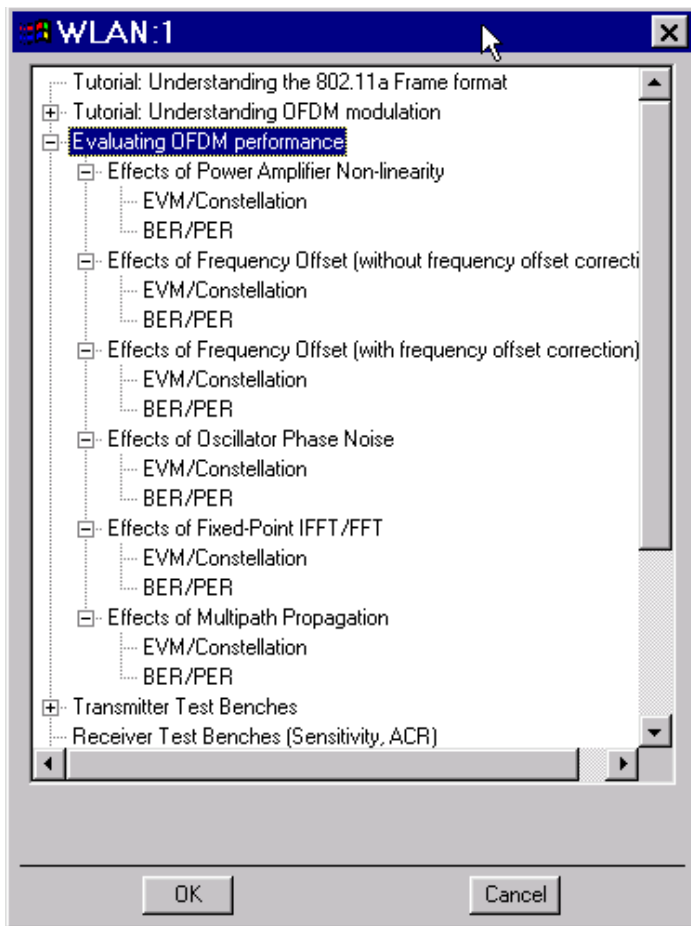 WLAN:1
Tutorial: Understanding the 802.11a Frame format
Tutorial: Understanding OFDM modulation
Evaluating OFDM performance
Effects of Power Amplifier Non-linearity
EVM/Constellation
BER/PER
Effects of Frequency Offset (without frequency offset correcti
EVM/Constellation
BER/PER
Effects of Frequency Offset (with frequency offset correction)
EVM/Constellation
BER/PER
Effects of Oscillator Phase Noise
EVM/Constellation
BER/PER
Effects of Fixed-Point IFFT/FFT
EVM/Constellation
BER/PER
Effects of Multipath Propagation
EVM/Constellation
BER/PER
Transmitter Test Benches
Receiver Test Benches (Sensitivity, ACR)
OK
Cancel